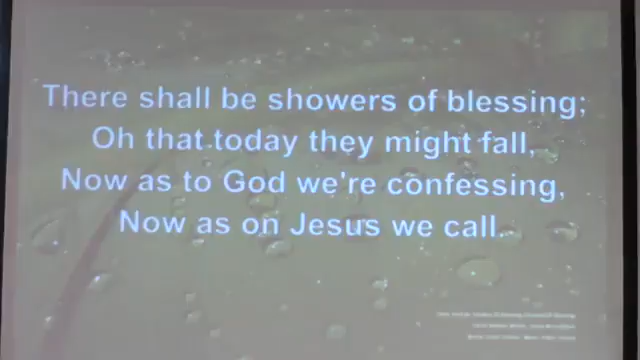 There shall be showers of blessing;
Oh that today they might fall,
Now as to God we're confessing,
Now as on Jesus we call.